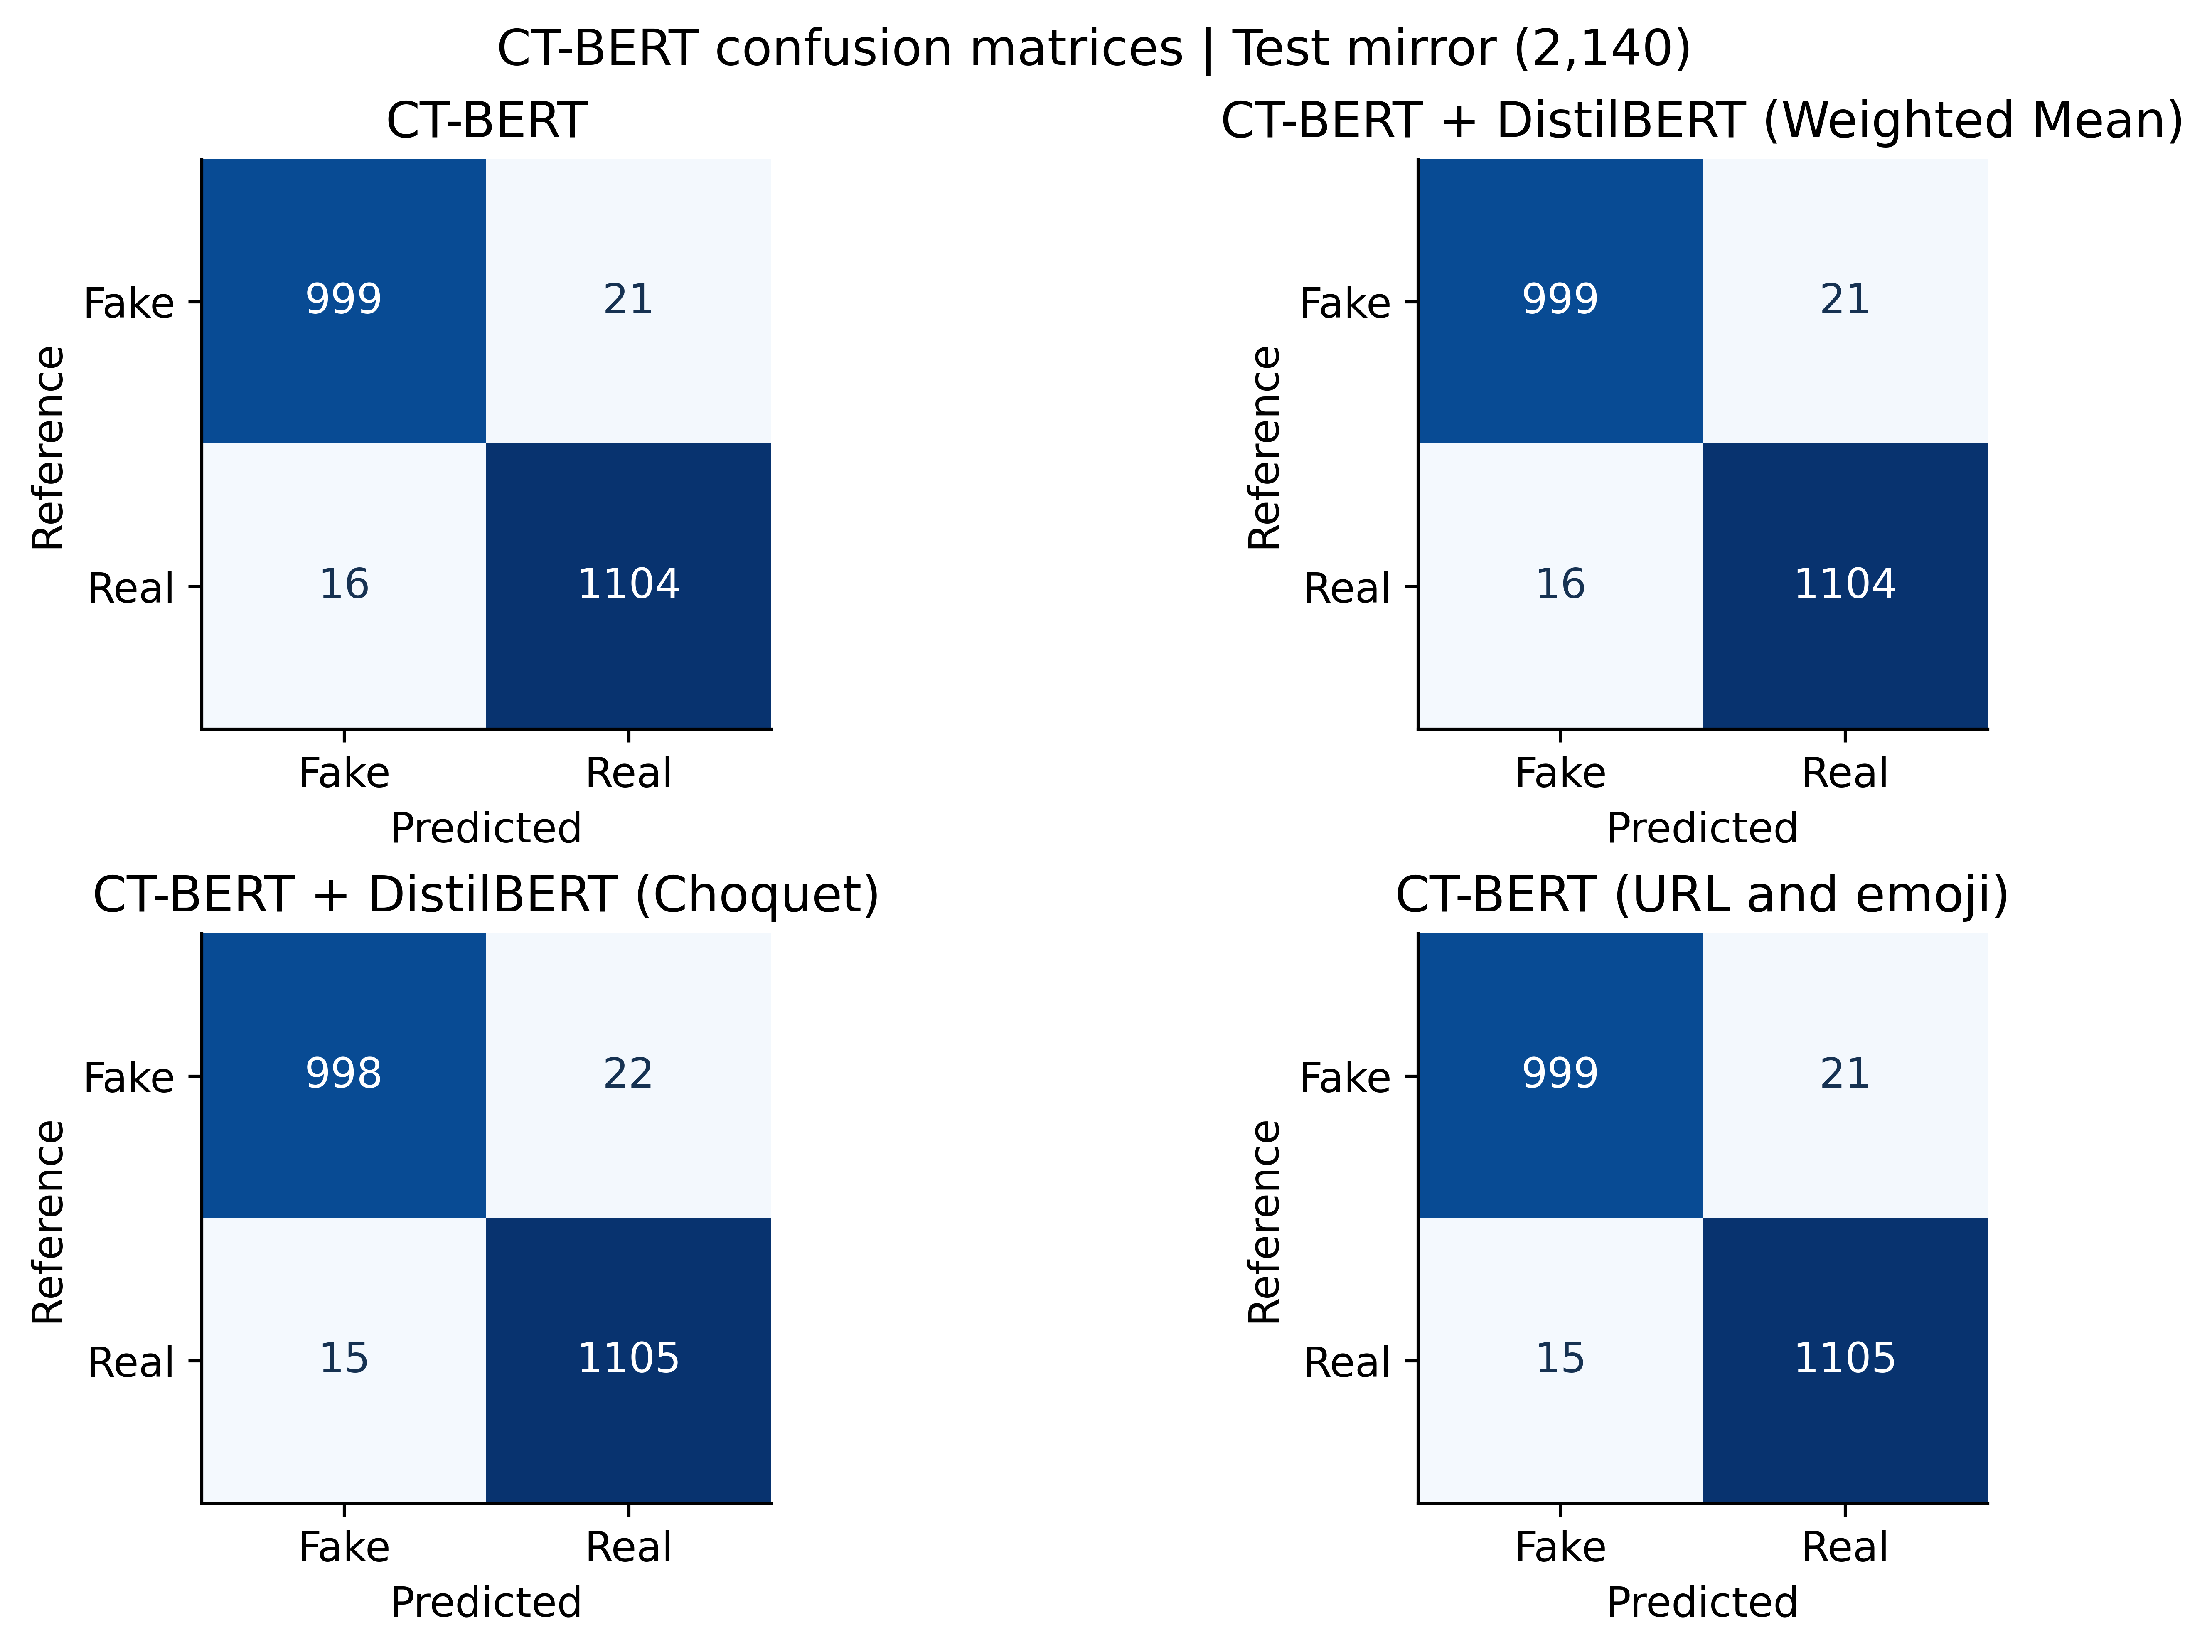 CT-BERT confusion matrices | Test mirror (2,140)
CT-BERT
Reference
Fake
999
21
Real
16
1104
Fake
Real
Predicted
CT-BERT + DistilBERT (Weighted Mean)
Reference
Fake
999
21
Real
16
1104
Fake
Real
Predicted
CT-BERT + DistilBERT (Choquet)
Reference
Fake
998
22
Real
15
1105
Fake
Real
Predicted
CT-BERT (URL and emoji)
Reference
Fake
999
21
Real
15
1105
Fake
Real
Predicted